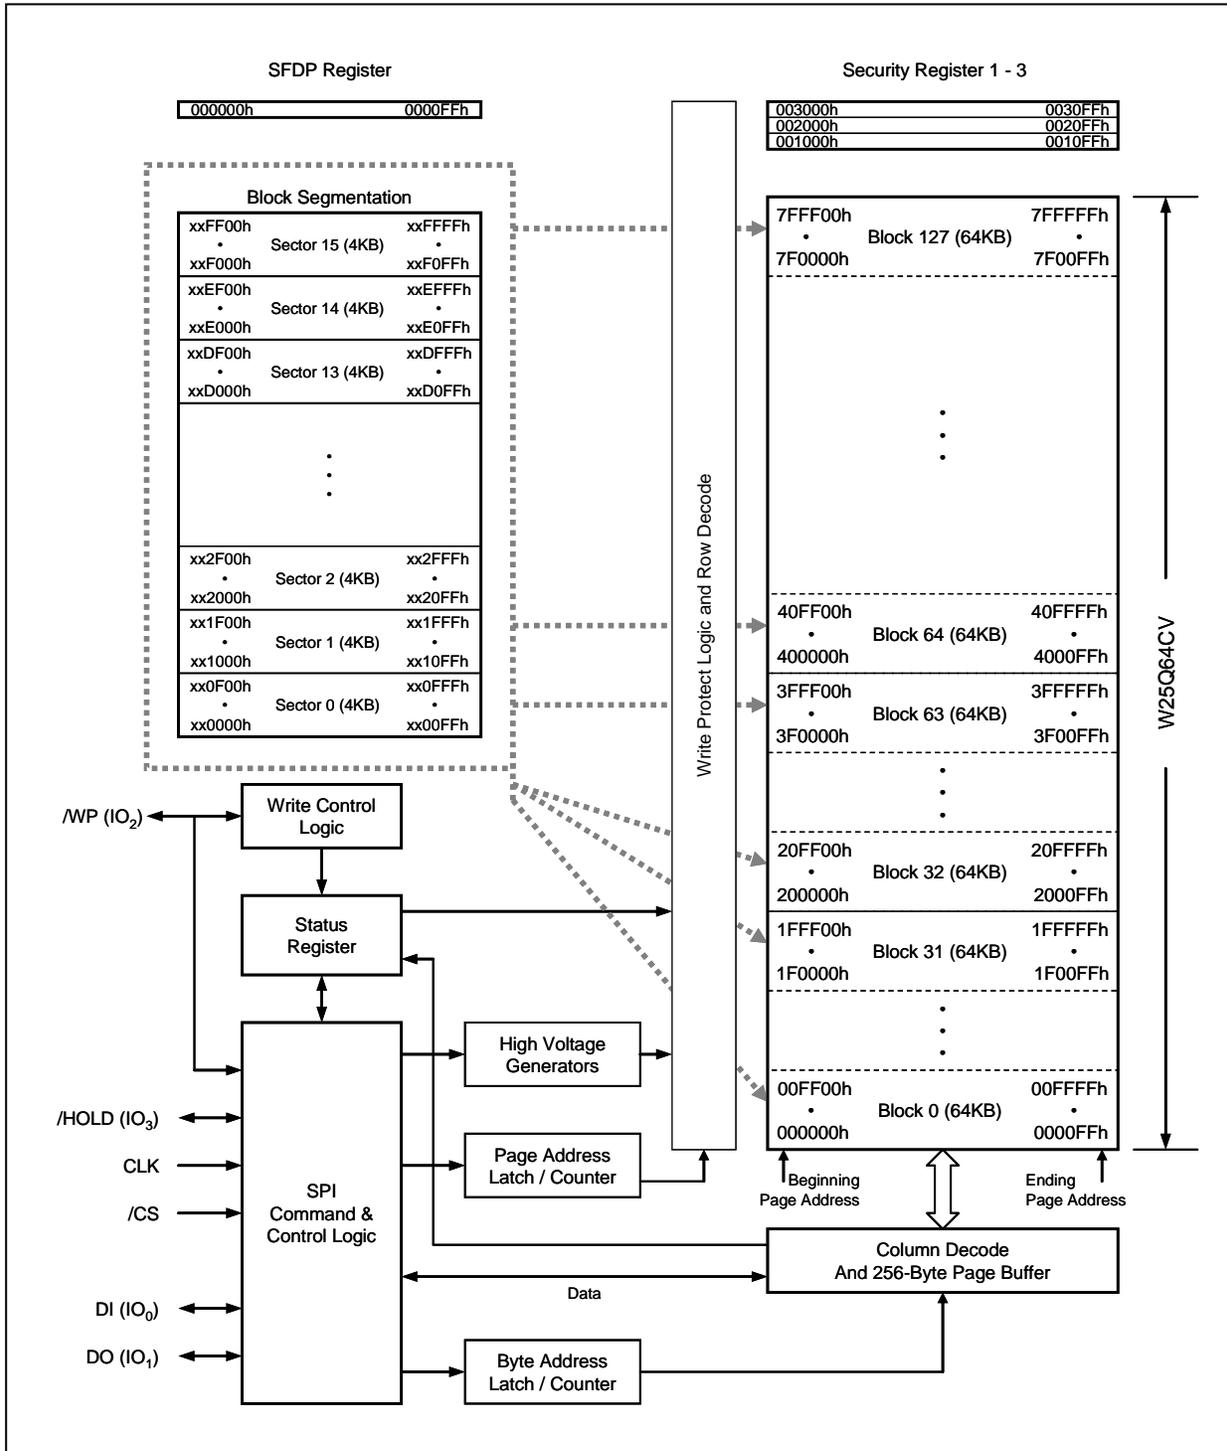 SFDP Register
000000h 0000FFh
Security Register 1 - 3
003000h 0030FFh
002000h 0020FFh
001000h 0010FFh
Block Segmentation
xxFF00h xxFFFFh
Sector 15 (4KB)
xxF000h xxF0FFh
xxEF00h xxEFFFh
Sector 14 (4KB)
xxE000h xxE0FFh
xxDF00h xxDFFFh
Sector 13 (4KB)
xxD000h xxD0FFh
xx2F00h xx2FFFh
Sector 2 (4KB)
xx2000h xx20FFh
xx1F00h xx1FFFh
Sector 1 (4KB)
xx1000h xx10FFh
xx0F00h xx0FFFh
Sector 0 (4KB)
xx0000h xx00FFh
Write Protect Logic and Row Decode
7FFF00h 7FFFFFh
Block 127 (64KB)
7F0000h 7F00FFh
40FF00h 40FFFFh
Block 64 (64KB)
400000h 4000FFh
3FFF00h 3FFFFFh
Block 63 (64KB)
3F0000h 3F00FFh
20FF00h 20FFFFh
Block 32 (64KB)
200000h 2000FFh
1FFF00h 1FFFFFh
Block 31 (64KB)
1F0000h 1F00FFh
00FF00h 00FFFFh
Block 0 (64KB)
000000h 0000FFh
W25Q64CV
Beginning
Page Address
Ending
Page Address
/WP (IO2)
Write Control
Logic
Status
Register
High Voltage
Generators
/HOLD (IO3)
CLK
/CS
DI (IO0)
DO (IO1)
SPI
Command &
Control Logic
Page Address
Latch / Counter
Column Decode
And 256-Byte Page Buffer
Data
Byte Address
Latch / Counter